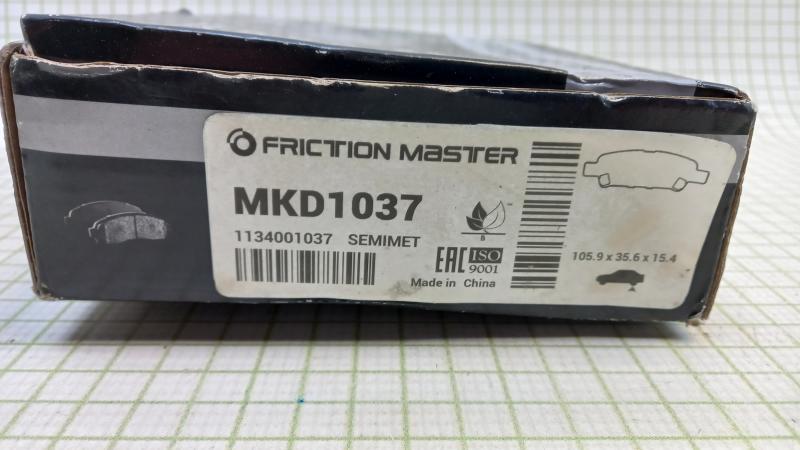 FRICTION MASTER
MKD1037
1134001037 SEMIMET
B
EAC ISO 9001
Made in China
105.9 x 35.6 x 15.4